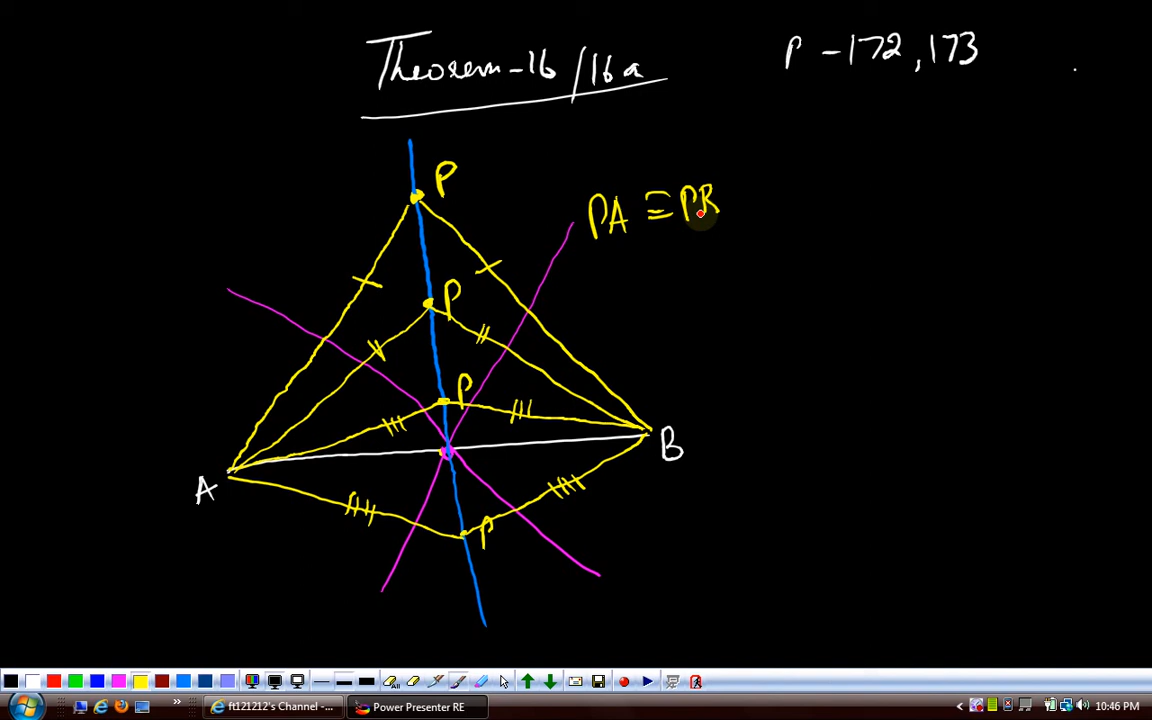 Theorem-16/16a
P-172,173
P
PA ≅ PB
P
P
B
A
P
ft121212's Channel -...
Power Presenter RE
10:46 PM